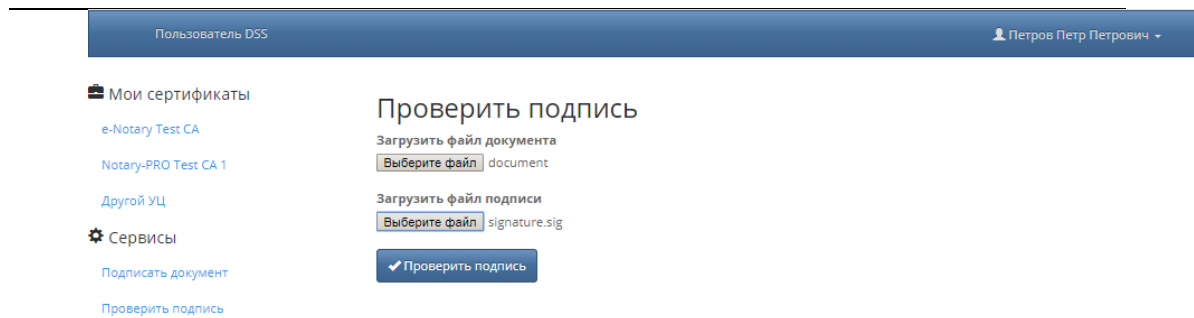 Пользователь DSS
Петров Петр Петрович
Мои сертификаты
e-Notary Test CA
Notary-PRO Test CA 1
Другой УЦ
Сервисы
Подписать документ
Проверить подпись
Проверить подпись
Загрузить файл документа
Выберите файл document
Загрузить файл подписи
Выберите файл signature.sig
Проверить подпись